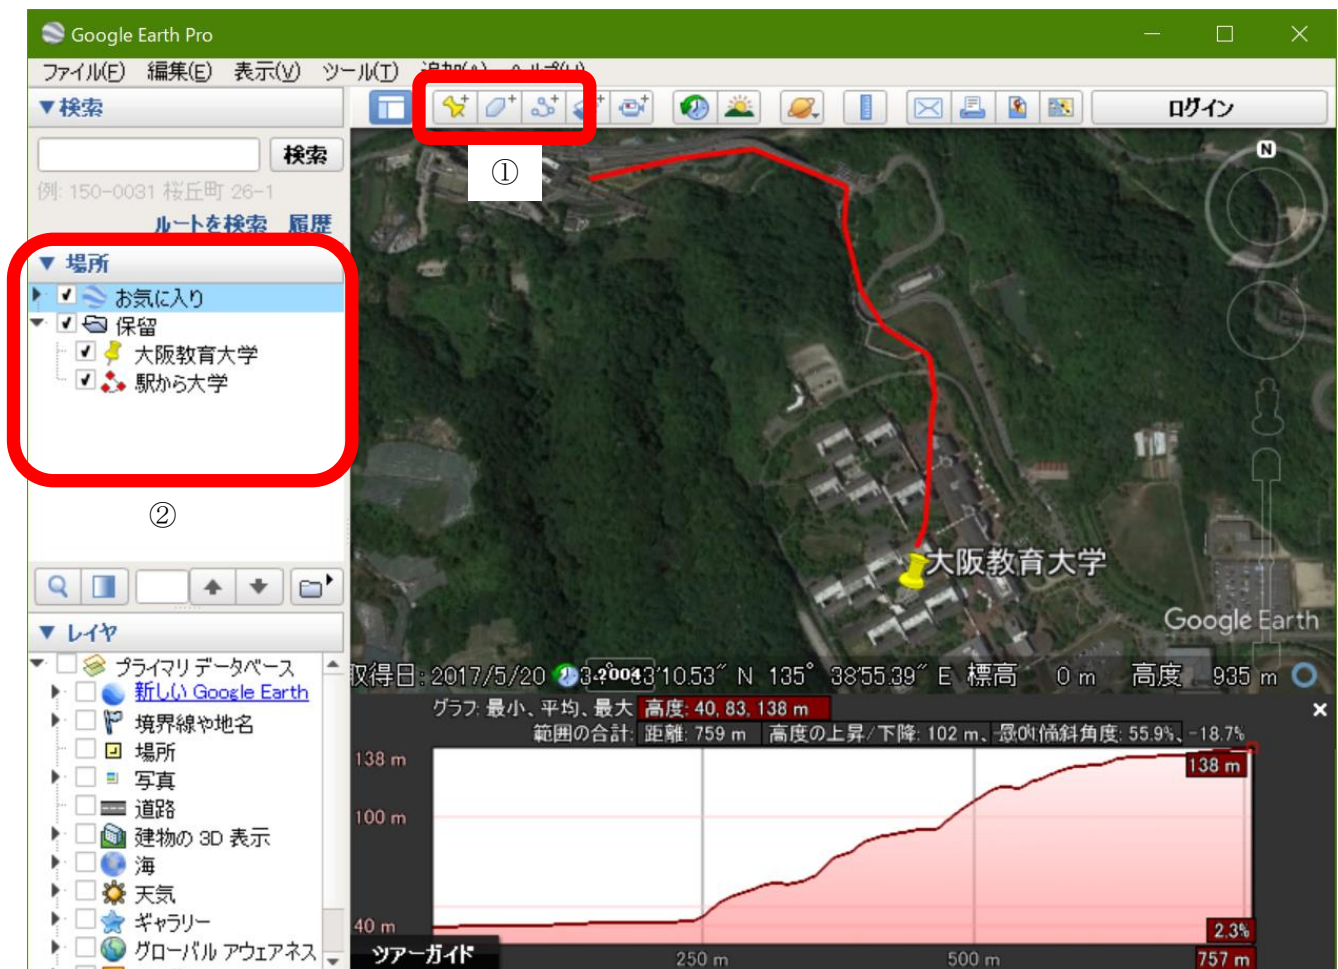 Google Earth Pro
ファイル(F) 編集(E) 表示(V) ツール(T)
▼検索
ログイン
検索
①
N
例: 150-0031 桜丘町 26-1
ルートを検索 履歴
▼ 場所
お気に入り
保留
大阪教育大学
駅から大学
②
大阪教育大学
Google Earth
▼ レイヤ
プライマリ データベース
新しい Google Earth
境界線や地名
場所
写真
道路
建物の 3D 表示
海
天気
ギャラリー
グローバル アウェアネス
取得日: 2017/5/20 10.53″ N 135° 38'55.39″ E 標高 0 m 高度 935 m
グラフ: 最小、平均、最大 高度: 40, 83, 138 m
範囲の合計: 距離: 759 m 高度の上昇/下降: 102 m、 傾斜角度: 55.9%、-18.7%
138 m
138 m
100 m
40 m
2.3%
ツアーガイド
250 m
500 m
757 m